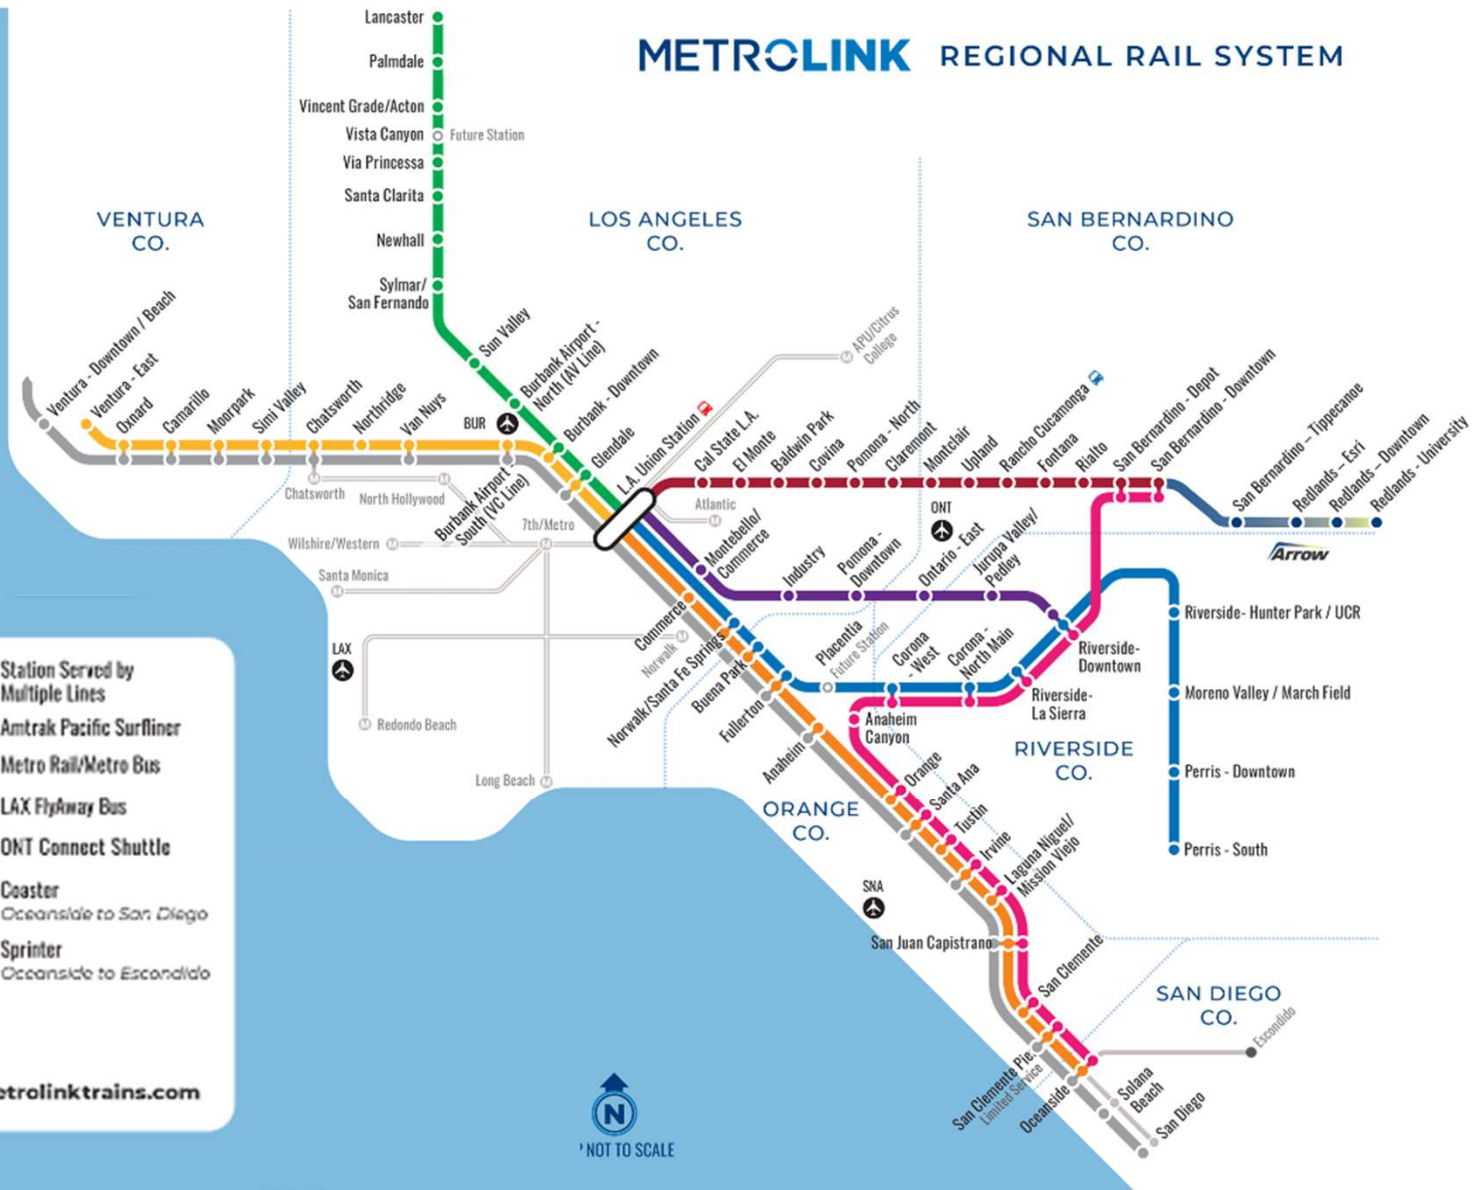 METROLINK REGIONAL RAIL SYSTEM
Lancaster
Palmdale
Vincent Grade/Acton
Vista Canyon
Future Station
Via Princessa
Santa Clarita
Newhall
Sylmar/
San Fernando
VENTURA
CO.
LOS ANGELES
CO.
SAN BERNARDINO
CO.
Ventura - Downtown / Beach
Ventura - East
Oxnard
Camarillo
Moorpark
Simi Valley
Chatsworth
Northridge
Van Nuys
BUR
Sun Valley
Burbank Airport -
North (AV Line)
Burbank - Downtown
Glendale
L.A. Union Station
APU/Citrus
College
Cal State L.A.
El Monte
Baldwin Park
Covina
Pomona - North
Claremont
Montclair
Upland
Rancho Cucamonga
Fontana
Rialto
San Bernardino - Depot
San Bernardino - Downtown
San Bernardino – Tippecanoe
Redlands – Esri
Redlands – Downtown
Redlands - University
Arrow
Chatsworth
North Hollywood
Burbank Airport -
South (VC Line)
7th/Metro
Wilshire/Western
Santa Monica
Atlantic
ONT
Montebello/
Commerce
Industry
Pomona -
Downtown
Ontario - East
Jurupa Valley/
Pedley
LAX
Redondo Beach
Norwalk
Long Beach
Commerce
Norwalk/Santa Fe Springs
Buena Park
Fullerton
Anaheim
Placentia
Future Station
Corona
- West
Corona -
North Main
Riverside-
Downtown
Riverside-
La Sierra
Riverside- Hunter Park / UCR
Moreno Valley / March Field
Perris - Downtown
Perris - South
Anaheim
Canyon
RIVERSIDE
CO.
ORANGE
CO.
Orange
Santa Ana
Tustin
Irvine
Laguna Niguel/
Mission Viejo
SNA
San Juan Capistrano
San Clemente
San Clemente Pie.
Limited Service
Oceanside
SAN DIEGO
CO.
Escondido
Solana
Beach
San Diego
Station Served by
Multiple Lines
Amtrak Pacific Surfliner
Metro Rail/Metro Bus
LAX FlyAway Bus
ONT Connect Shuttle
Coaster
Oceanside to San Diego
Sprinter
Oceanside to Escondido
etrolinktrains.com
N
NOT TO SCALE